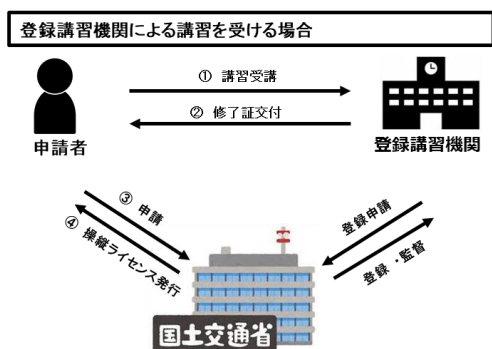 登録講習機関による講習を受ける場合
① 講習受講
② 修了証交付
申請者
登録講習機関
③ 申請
④ 操縦ライセンス発行
登録申請
登録・監督
国土交通省